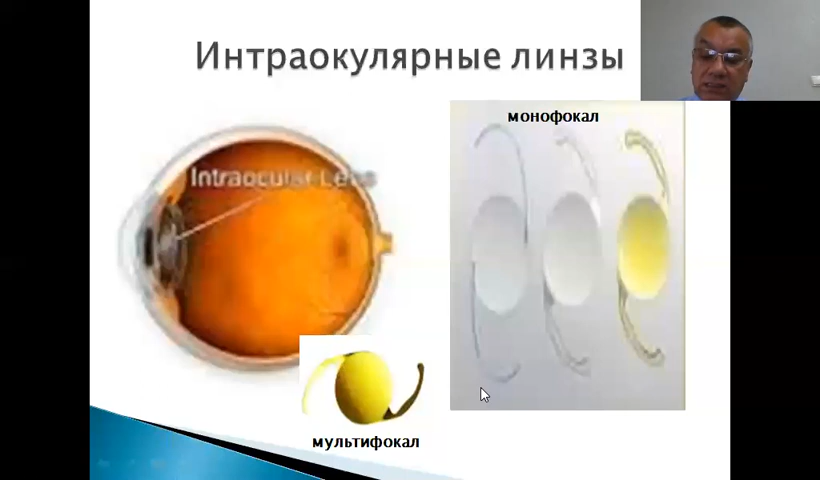 Интраокулярные линзы
монофокал
Intraocular Lens
мультифокал